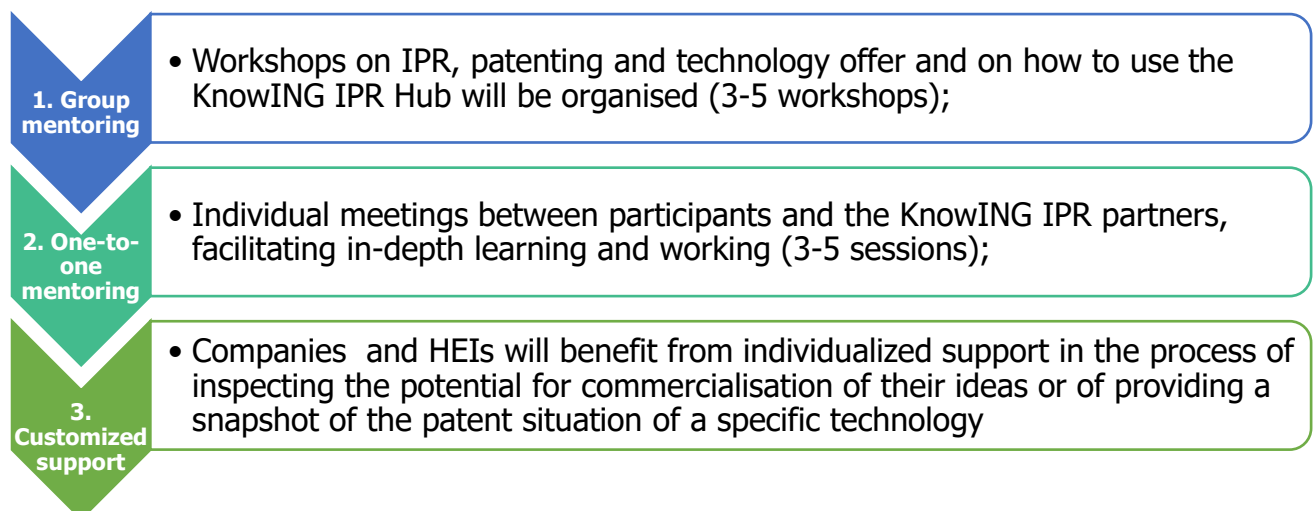 1. Group
mentoring
• Workshops on IPR, patenting and technology offer and on how to use the
KnowING IPR Hub will be organised (3-5 workshops);
2. One-to-
one
mentoring
• Individual meetings between participants and the KnowING IPR partners,
facilitating in-depth learning and working (3-5 sessions);
3.
Customized
support
• Companies  and HEIs will benefit from individualized support in the process of
inspecting the potential for commercialisation of their ideas or of providing a
snapshot of the patent situation of a specific technology